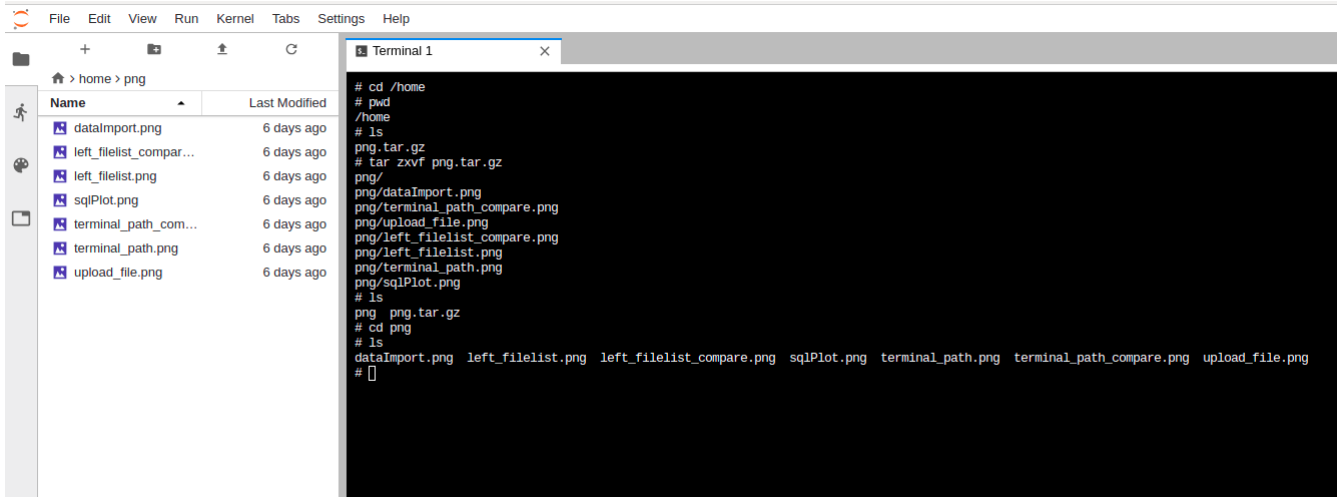 File Edit View Run Kernel Tabs Settings Help
Terminal 1
> home > png
Name Last Modified
dataImport.png 6 days ago
left_filelist_compar... 6 days ago
left_filelist.png 6 days ago
sqlPlot.png 6 days ago
terminal_path_com... 6 days ago
terminal_path.png 6 days ago
upload_file.png 6 days ago
# cd /home
# pwd
/home
# ls
png.tar.gz
# tar zxvf png.tar.gz
png/
png/dataImport.png
png/terminal_path_compare.png
png/upload_file.png
png/left_filelist_compare.png
png/left_filelist.png
png/terminal_path.png
png/sqlPlot.png
# ls
png  png.tar.gz
# cd png
# ls
dataImport.png  left_filelist.png  left_filelist_compare.png  sqlPlot.png  terminal_path.png  terminal_path_compare.png  upload_file.png
#